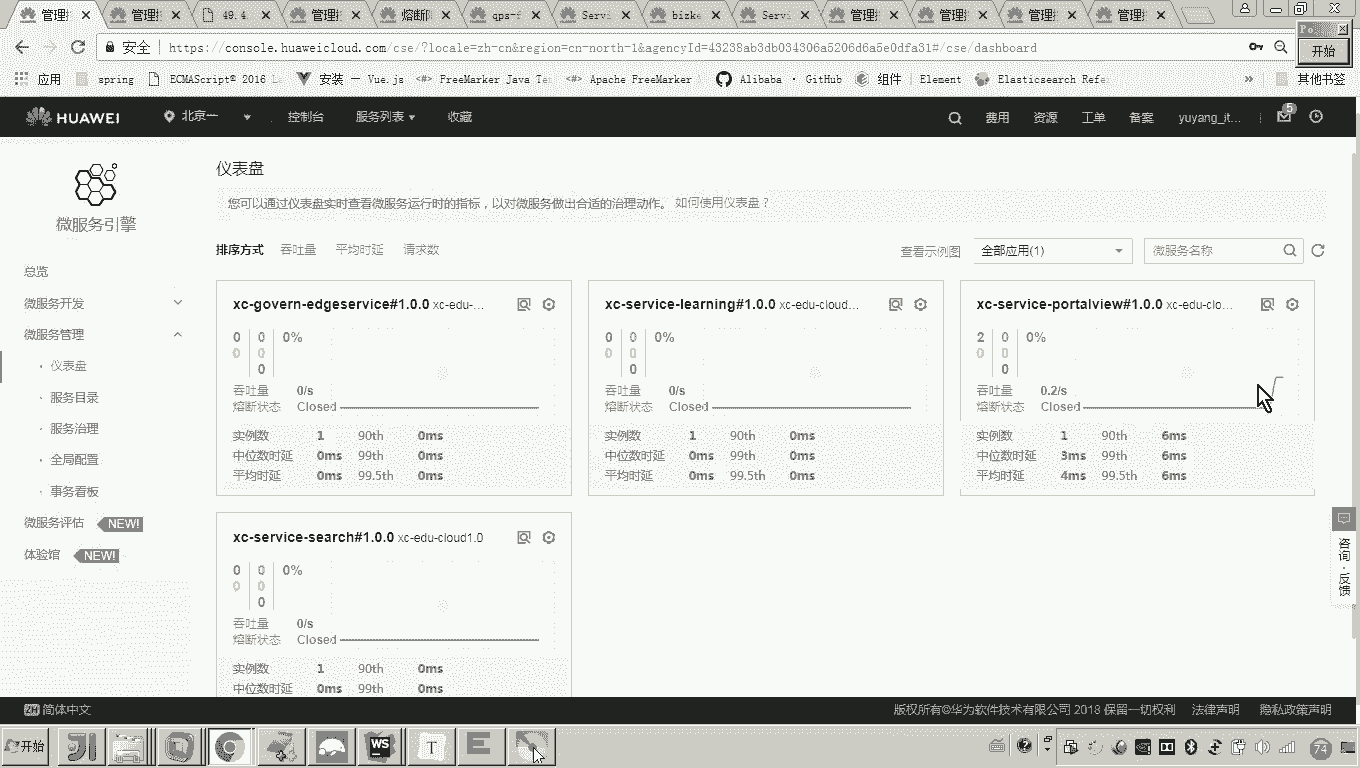 管理 管理 49.4. 管理 熔断 qps-f Servi bizke Servi 管理 管理 管理 管理
安全 https://console.huaweicloud.com/cse/?locale=zh-cn&region=cn-north-1&agencyId=43238ab3db034306a5206d6a5e0dfa31#/cse/dashboard
开始
应用 spring ECMAScript® 2016 La 安装 — Vue.js FreeMarker Java Te Apache FreeMarker Alibaba · GitHub 组件 | Element Elasticsearch Refe » 其他书签
HUAWEI 北京一 控制台 服务列表 收藏 费用 资源 工单 备案 yuyang_it... 5
微服务引擎
总览
微服务开发
微服务管理
· 仪表盘
· 服务目录
· 服务治理
· 全局配置
· 事务看板
微服务评估 NEW!
体验馆 NEW!
仪表盘
您可以通过仪表盘实时查看微服务运行时的指标，以对微服务做出合适的治理动作。 如何使用仪表盘？
排序方式 吞吐量 平均时延 请求数 查看示例图 全部应用(1) 微服务名称
xc-govern-edgeservice#1.0.0 xc-edu-...
0 0 0%
0 0
0
吞吐量 0/s
熔断状态 Closed
实例数 1 90th 0ms
中位数时延 0ms 99th 0ms
平均时延 0ms 99.5th 0ms
xc-service-learning#1.0.0 xc-edu-cloud...
0 0 0%
0 0
0
吞吐量 0/s
熔断状态 Closed
实例数 1 90th 0ms
中位数时延 0ms 99th 0ms
平均时延 0ms 99.5th 0ms
xc-service-portalview#1.0.0 xc-edu-clo...
2 0 0%
0 0
0
吞吐量 0.2/s
熔断状态 Closed
实例数 1 90th 6ms
中位数时延 3ms 99th 6ms
平均时延 4ms 99.5th 6ms
xc-service-search#1.0.0 xc-edu-cloud1.0
0 0 0%
0 0
0
吞吐量 0/s
熔断状态 Closed
实例数 1 90th 0ms
中位数时延 0ms 99th 0ms
咨询·反馈
简体中文 版权所有©华为软件技术有限公司 2018 保留一切权利 法律声明 隐私政策声明
开始 WS T E 74